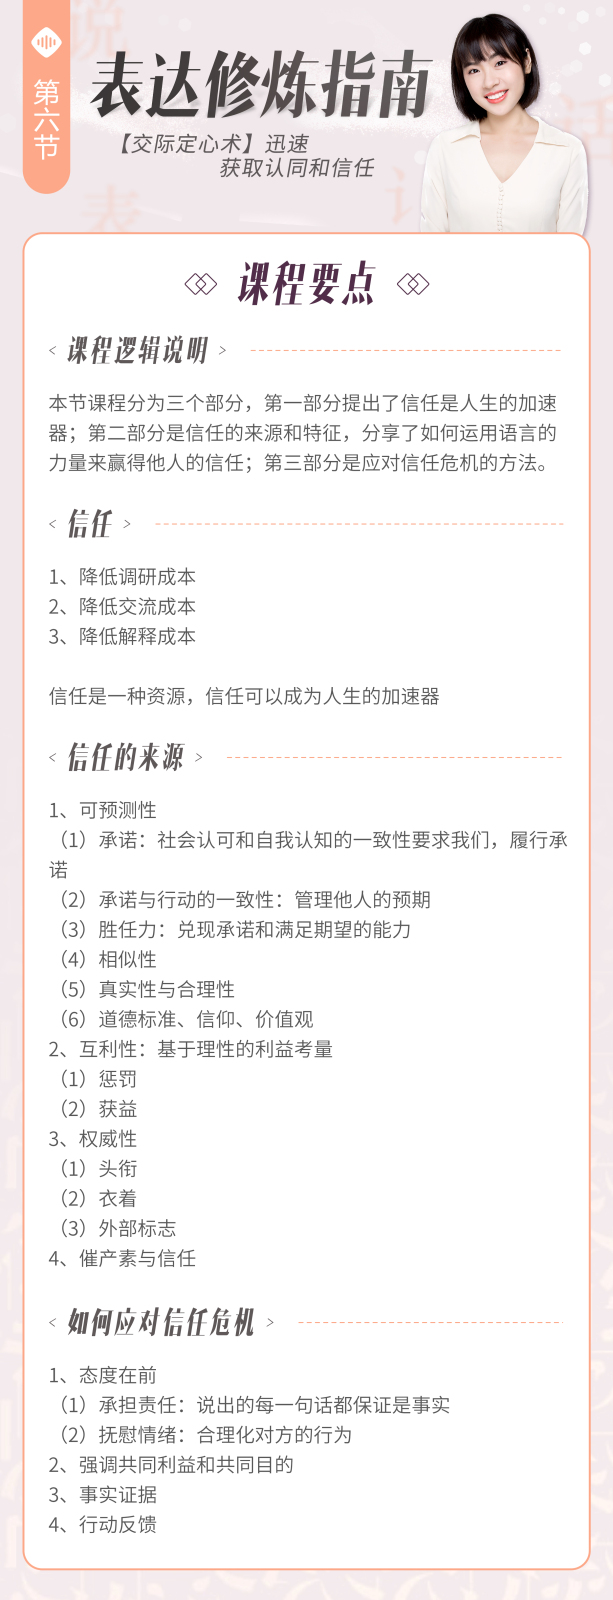 第六节
表达修炼指南
【交际定心术】迅速
获取认同和信任
课程要点
<课程逻辑说明>
本节课程分为三个部分，第一部分提出了信任是人生的加速
器；第二部分是信任的来源和特征，分享了如何运用语言的
力量来赢得他人的信任；第三部分是应对信任危机的方法。
<信任>
1、降低调研成本
2、降低交流成本
3、降低解释成本
信任是一种资源，信任可以成为人生的加速器
<信任的来源>
1、可预测性
（1）承诺：社会认可和自我认知的一致性要求我们，履行承
诺
（2）承诺与行动的一致性：管理他人的预期
（3）胜任力：兑现承诺和满足期望的能力
（4）相似性
（5）真实性与合理性
（6）道德标准、信仰、价值观
2、互利性：基于理性的利益考量
（1）惩罚
（2）获益
3、权威性
（1）头衔
（2）衣着
（3）外部标志
4、催产素与信任
<如何应对信任危机>
1、态度在前
（1）承担责任：说出的每一句话都保证是事实
（2）抚慰情绪：合理化对方的行为
2、强调共同利益和共同目的
3、事实证据
4、行动反馈